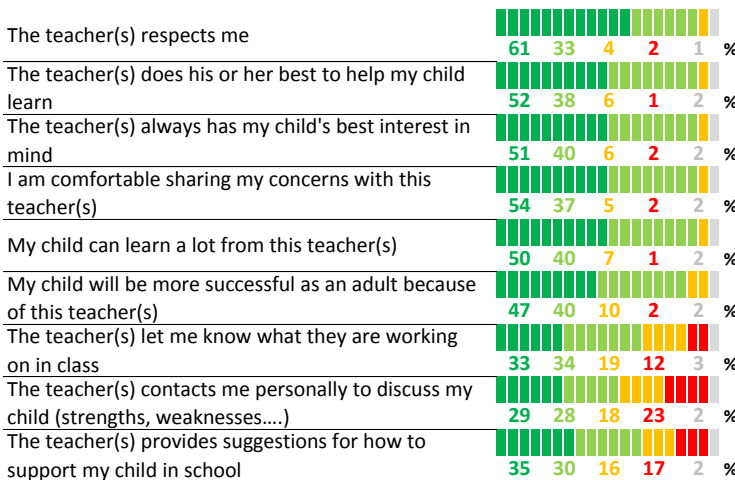 The teacher(s) respects me
61 33 4 2 1 %
The teacher(s) does his or her best to help my child
learn
52 38 6 1 2 %
The teacher(s) always has my child's best interest in
mind
51 40 6 2 2 %
I am comfortable sharing my concerns with this
teacher(s)
54 37 5 2 2 %
My child can learn a lot from this teacher(s)
50 40 7 1 2 %
My child will be more successful as an adult because
of this teacher(s)
47 40 10 2 2 %
The teacher(s) let me know what they are working
on in class
33 34 19 12 3 %
The teacher(s) contacts me personally to discuss my
child (strengths, weaknesses....)
29 28 18 23 2 %
The teacher(s) provides suggestions for how to
support my child in school
35 30 16 17 2 %